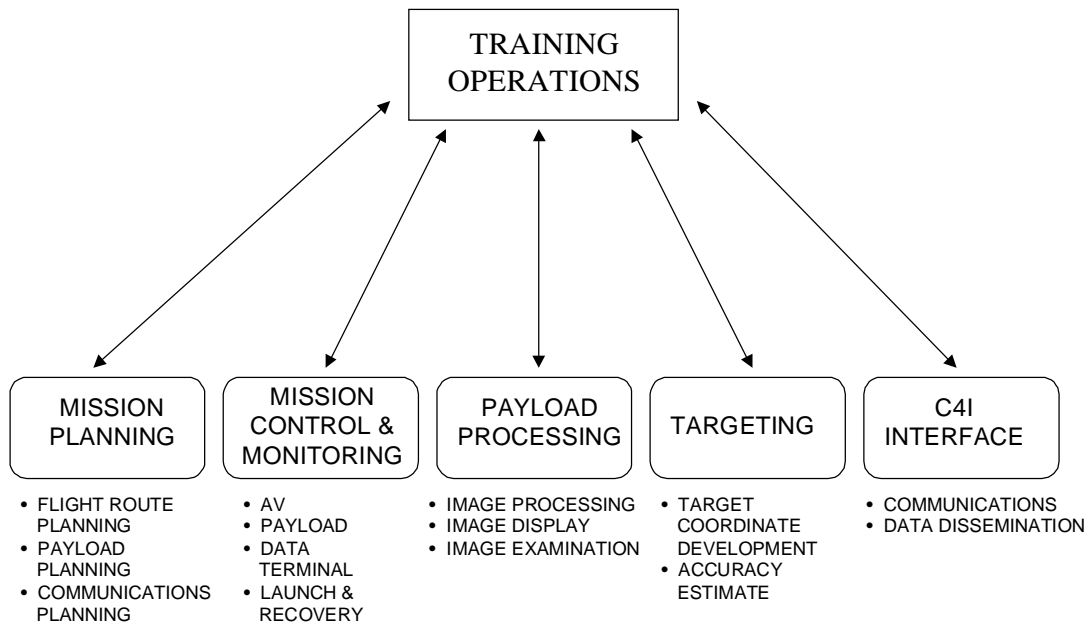 TRAINING
OPERATIONS
MISSION
PLANNING
MISSION
CONTROL &
MONITORING
PAYLOAD
PROCESSING
TARGETING
C4I
INTERFACE
• FLIGHT ROUTE
PLANNING
• PAYLOAD
PLANNING
• COMMUNICATIONS
PLANNING
• AV
• PAYLOAD
• DATA
TERMINAL
• LAUNCH &
RECOVERY
• IMAGE PROCESSING
• IMAGE DISPLAY
• IMAGE EXAMINATION
• TARGET
COORDINATE
DEVELOPMENT
• ACCURACY
ESTIMATE
• COMMUNICATIONS
• DATA DISSEMINATION